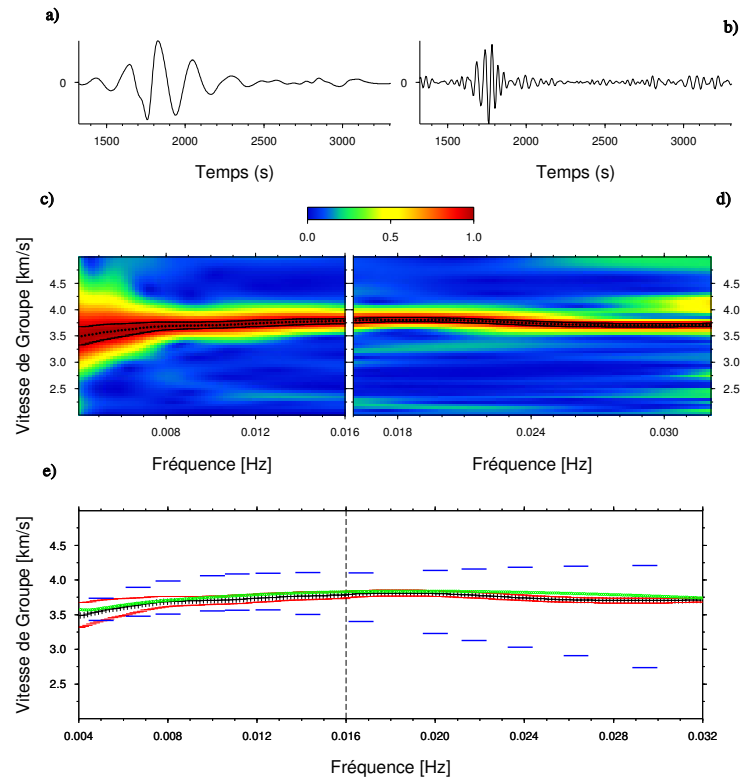 a)
b)
0
0
1500 2000 2500 3000
1500 2000 2500 3000
Temps (s)
Temps (s)
c)
d)
0.0 0.5 1.0
Vitesse de Groupe [km/s]
4.5
4.0
3.5
3.0
2.5
4.5
4.0
3.5
3.0
2.5
0.008 0.012 0.016
0.018 0.024 0.030
Fréquence [Hz]
Fréquence [Hz]
e)
Vitesse de Groupe [km/s]
4.5
4.0
3.5
3.0
2.5
0.004 0.008 0.012 0.016 0.020 0.024 0.028 0.032
Fréquence [Hz]